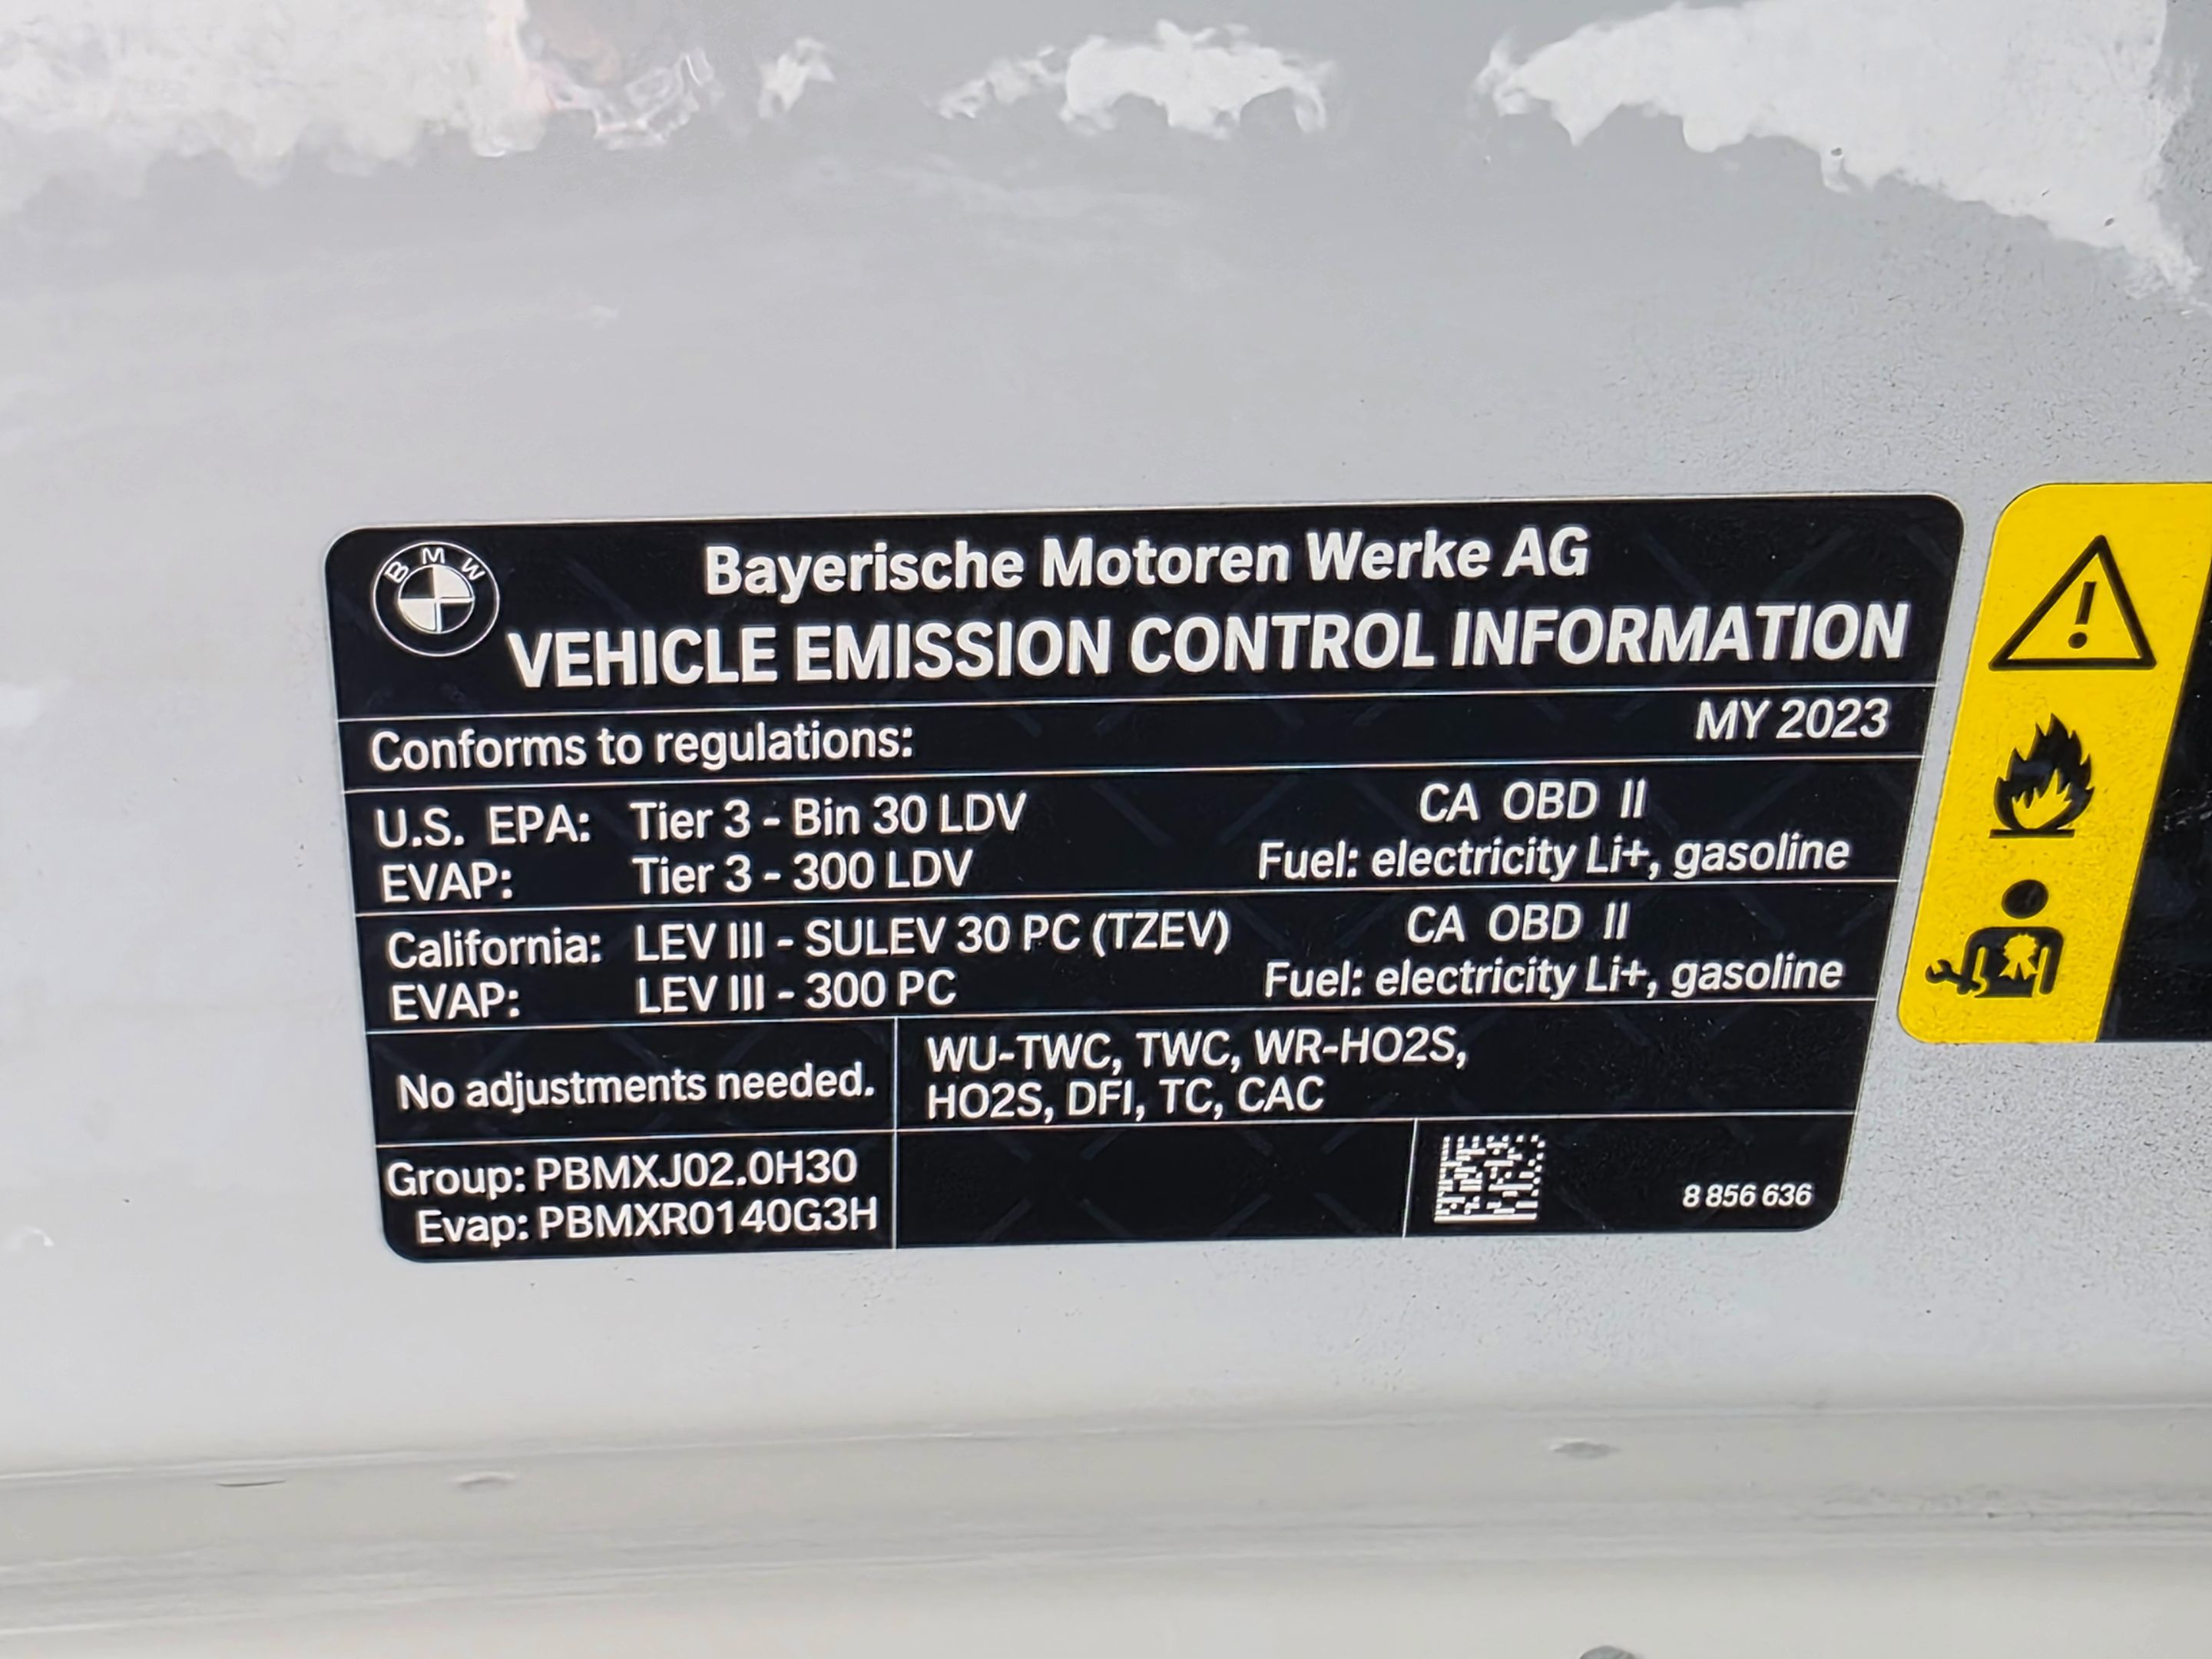 BMW
Bayerische Motoren Werke AG
VEHICLE EMISSION CONTROL INFORMATION
Conforms to regulations: MY 2023
U.S. EPA: Tier 3 - Bin 30 LDV CA OBD II
EVAP: Tier 3 - 300 LDV Fuel: electricity Li+, gasoline
California: LEV III - SULEV 30 PC (TZEV) CA OBD II
EVAP: LEV III - 300 PC Fuel: electricity Li+, gasoline
No adjustments needed.
WU-TWC, TWC, WR-HO2S,
HO2S, DFI, TC, CAC
Group: PBMXJ02.0H30
Evap: PBMXR0140G3H
8 856 636